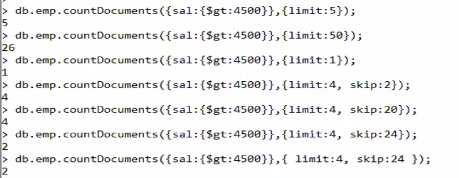 > db.emp.countDocuments({sal:{$gt:4500}},{limit:5});
5
> db.emp.countDocuments({sal:{$gt:4500}},{limit:50});
26
> db.emp.countDocuments({sal:{$gt:4500}},{limit:1});
1
> db.emp.countDocuments({sal:{$gt:4500}},{limit:4, skip:2});
4
> db.emp.countDocuments({sal:{$gt:4500}},{limit:4, skip:20});
4
> db.emp.countDocuments({sal:{$gt:4500}},{limit:4, skip:24});
2
> db.emp.countDocuments({sal:{$gt:4500}},{ limit:4, skip:24 });
2